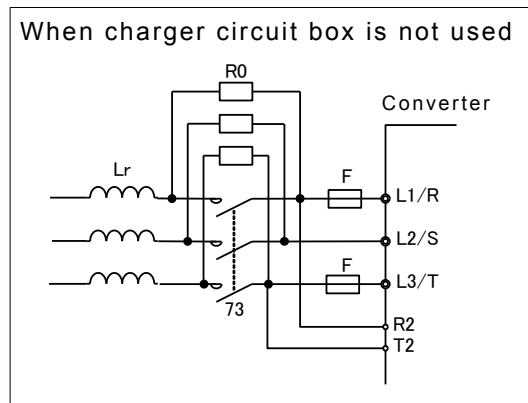 When charger circuit box is not used
R0
Converter
Lr
F
L1/R
L2/S
F
L3/T
73
R2
T2